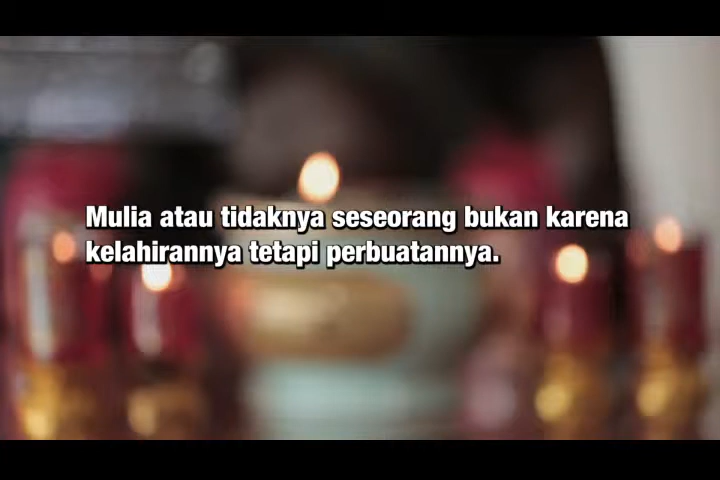 Mulia atau tidaknya seseorang bukan karena
kelahirannya tetapi perbuatannya.